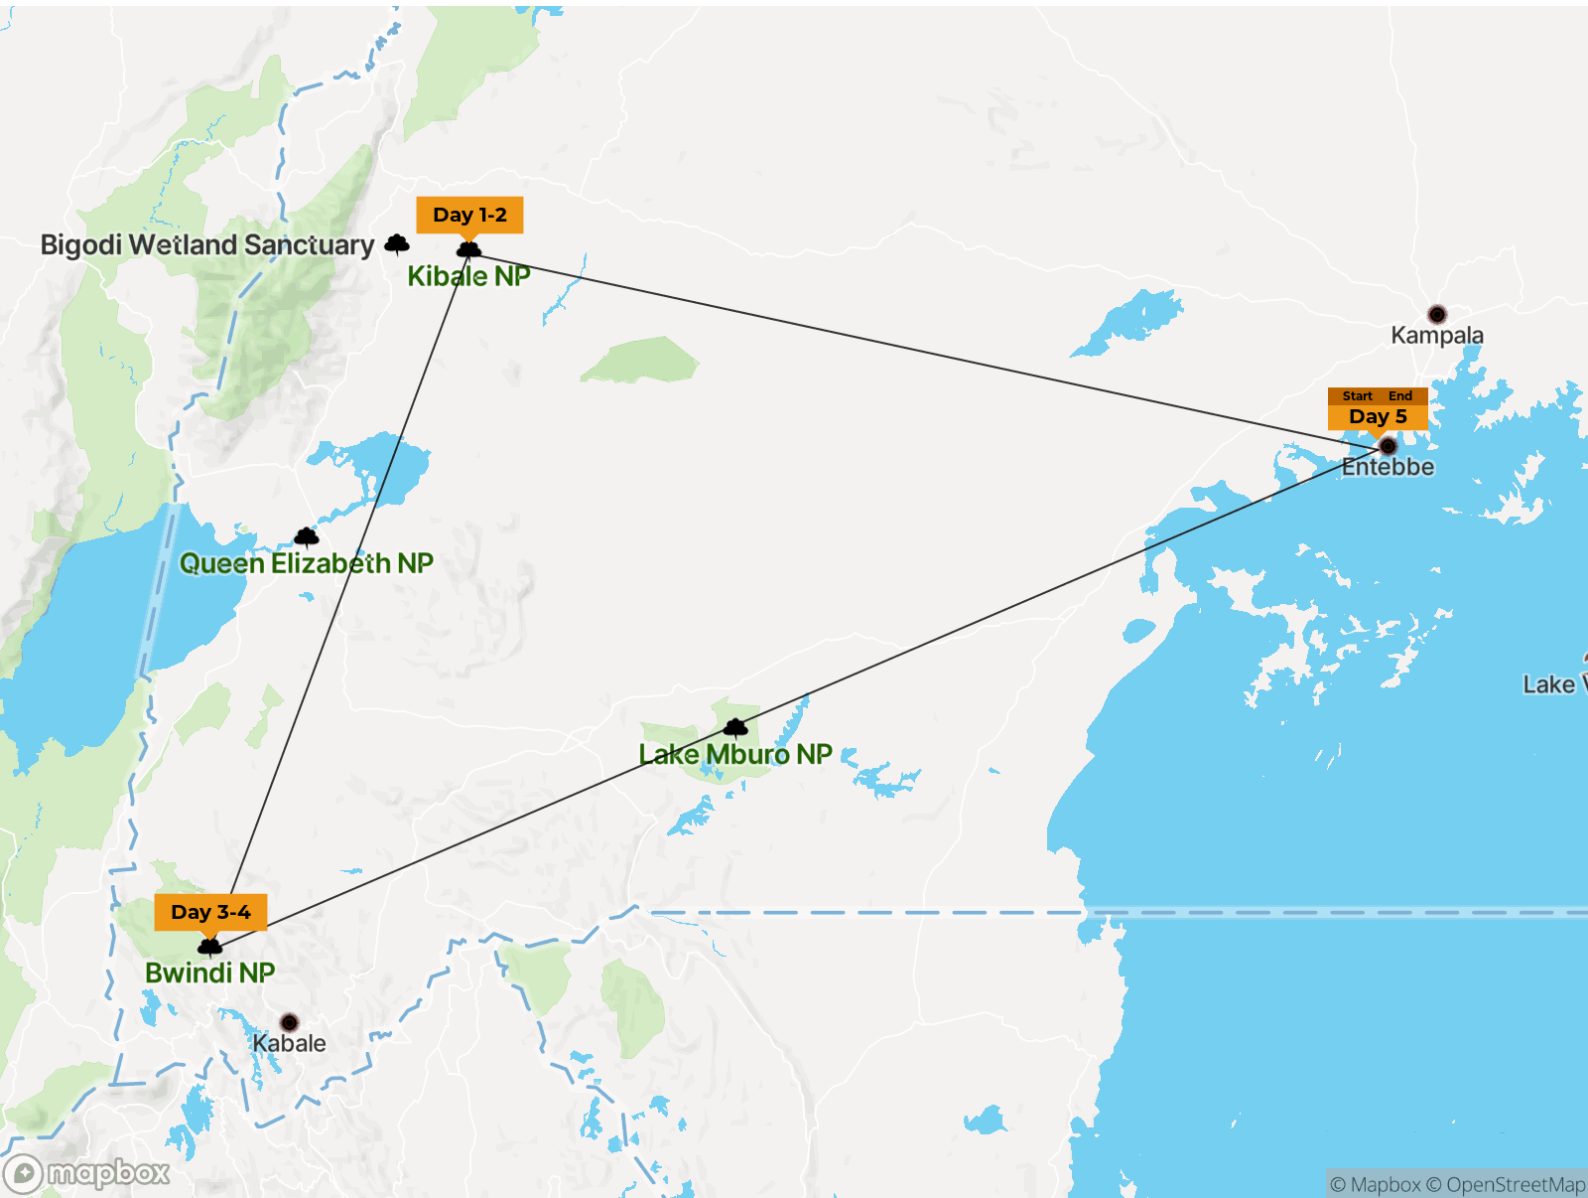 Day 1-2
Bigodi Wetland Sanctuary
Kibale NP
Kampala
Start End
Day 5
Entebbe
Queen Elizabeth NP
Lake
Lake Mburo NP
Day 3-4
Bwindi NP
Kabale
mapbox
© Mapbox © OpenStreetMap